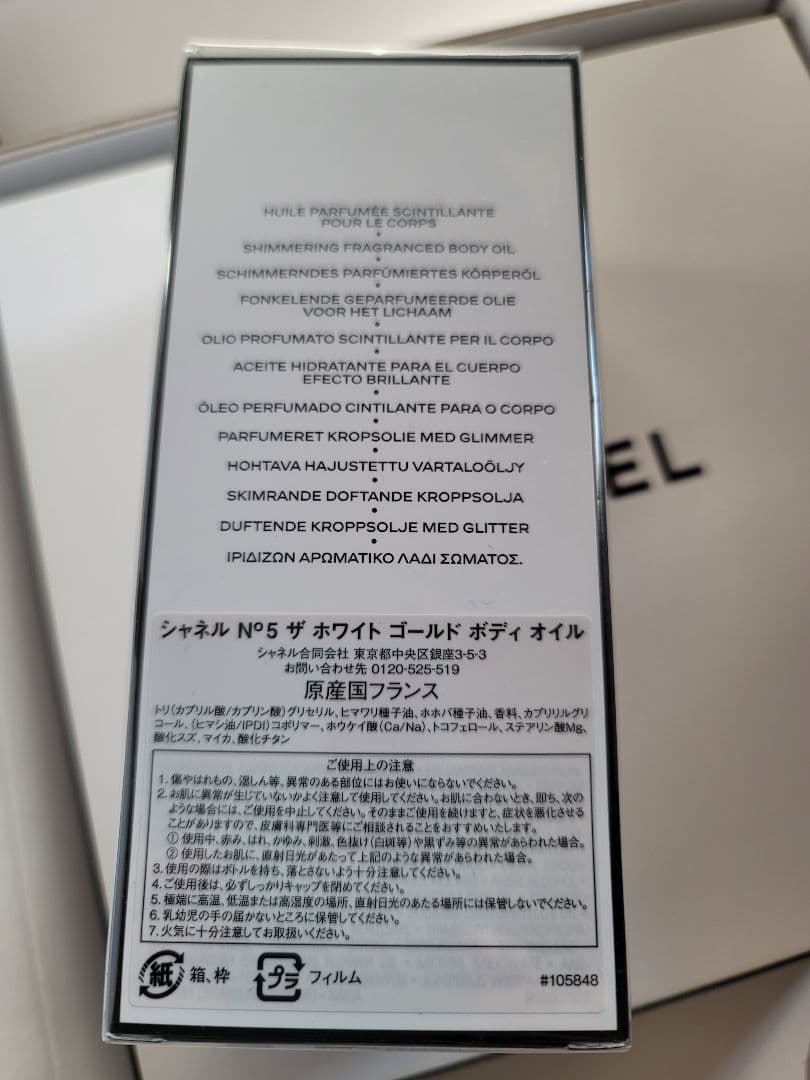 HUILE PARFUMÉE SCINTILLANTE
POUR LE CORPS
SHIMMERING FRAGRANCED BODY OIL
SCHIMMERNDES PARFÜMIERTES KÖRPERÖL
FONKELENDE GEPARFUMEERDE OLIE
VOOR HET LICHAAM
OLIO PROFUMATO SCINTILLANTE PER IL CORPO
ACEITE HIDRATANTE PARA EL CUERPO
EFECTO BRILLANTE
ÓLEO PERFUMADO CINTILANTE PARA O CORPO
PARFUMERET KROPSOLIE MED GLIMMER
HOHTAVA HAJUSTETTU VARTALOÖLJY
SKIMRANDE DOFTANDE KROPPSOLJA
DUFTENDE KROPPSOLJE MED GLITTER
ΙΡΙΔΙΖΩΝ ΑΡΩΜΑΤΙΚΟ ΛΑΔΙ ΣΩΜΑΤΟΣ.
EL
シャネル Nº5 ザ ホワイト ゴールド ボディ オイル
シャネル合同会社 東京都中央区銀座3-5-3
お問い合わせ先 0120-525-519
原産国フランス
トリ(カプリル酸/カプリン酸)グリセリル、ヒマワリ種子油、ホホバ種子油、香料、カプリリルグリ
コール、(ヒマシ油/IPDI)コポリマー、ホウケイ酸(Ca/Na)、トコフェロール、ステアリン酸Mg、
酸化スズ、マイカ、酸化チタン
ご使用上の注意
1. 傷やはれもの、湿しん等、異常のある部位にはお使いにならないでください。
2. お肌に異常が生じていないかよく注意して使用してください。お肌に合わないとき、即ち、次の
ような場合には、ご使用を中止してください。そのままご使用を続けますと、症状を悪化させる
ことがありますので、皮膚科専門医等にご相談されることをおすすめいたします。
① 使用中、赤み、はれ、かゆみ、刺激、色抜け(白斑等)や黒ずみ等の異常があらわれた場合。
② 使用したお肌に、直射日光があたって上記のような異常があらわれた場合。
3. 使用の際はボトルを持ち、落とさないよう十分注意してください。
4. ご使用後は、必ずしっかりキャップを閉めてください。
5. 極端に高温、低温または高湿度の場所、直射日光のあたる場所には保管しないでください。
6. 乳幼児の手の届かないところに保管してください。
7. 火気に十分注意してお取扱いください。
紙 箱、枠 プラ フィルム #105848